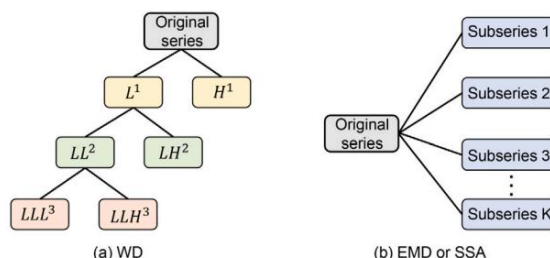 Original
series
L¹
H¹
LL²
LH²
LLL³
LLH³
(a) WD
Original
series
Subseries 1
Subseries 2
Subseries 3
Subseries K
(b) EMD or SSA